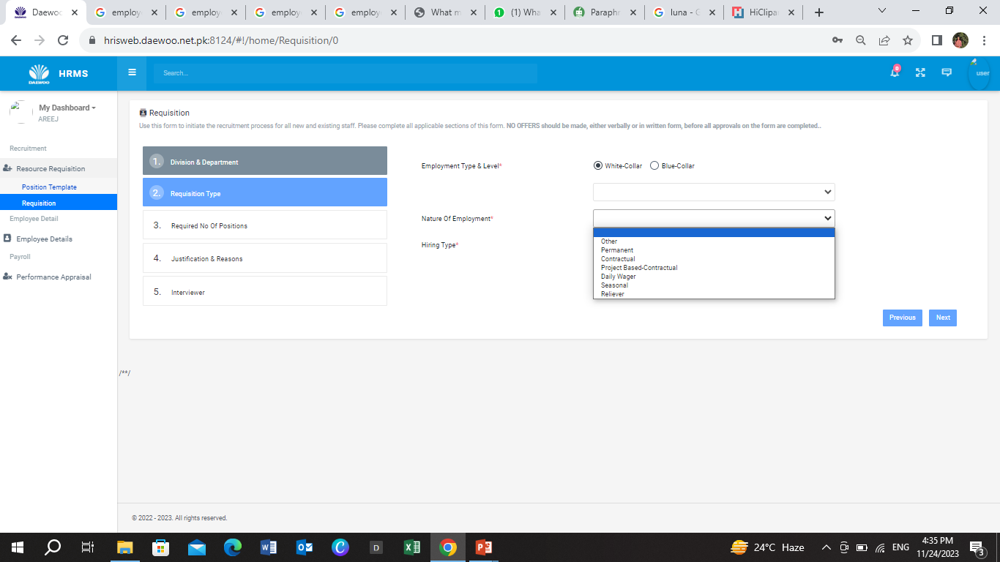 Daewoo
employ
employ
employ
employ
What m
(1) Wha
Paraphr
luna - G
HiClipa
hrisweb.daewoo.net.pk:8124/#!/home/Requisition/0
DAEWOO
HRMS
Search...
0
user
My Dashboard
AREEJ
Recruitment
Resource Requisition
Position Template
Requisition
Employee Detail
Employee Details
Payroll
Performance Appraisal
Requisition
Use this form to initiate the recruitment process for all new and existing staff. Please complete all applicable sections of this form. NO OFFERS should be made, either verbally or in written form, before all approvals on the form are completed..
1. Division & Department
2. Requisition Type
3. Required No Of Positions
4. Justification & Reasons
5. Interviewer
Employment Type & Level*
White-Collar Blue-Collar
Nature Of Employment*
Other
Permanent
Contractual
Project Based-Contractual
Daily Wager
Seasonal
Reliever
Hiring Type*
Previous Next
/**/
© 2022 - 2023. All rights reserved.
24°C Haze
ENG
4:35 PM
11/24/2023
3